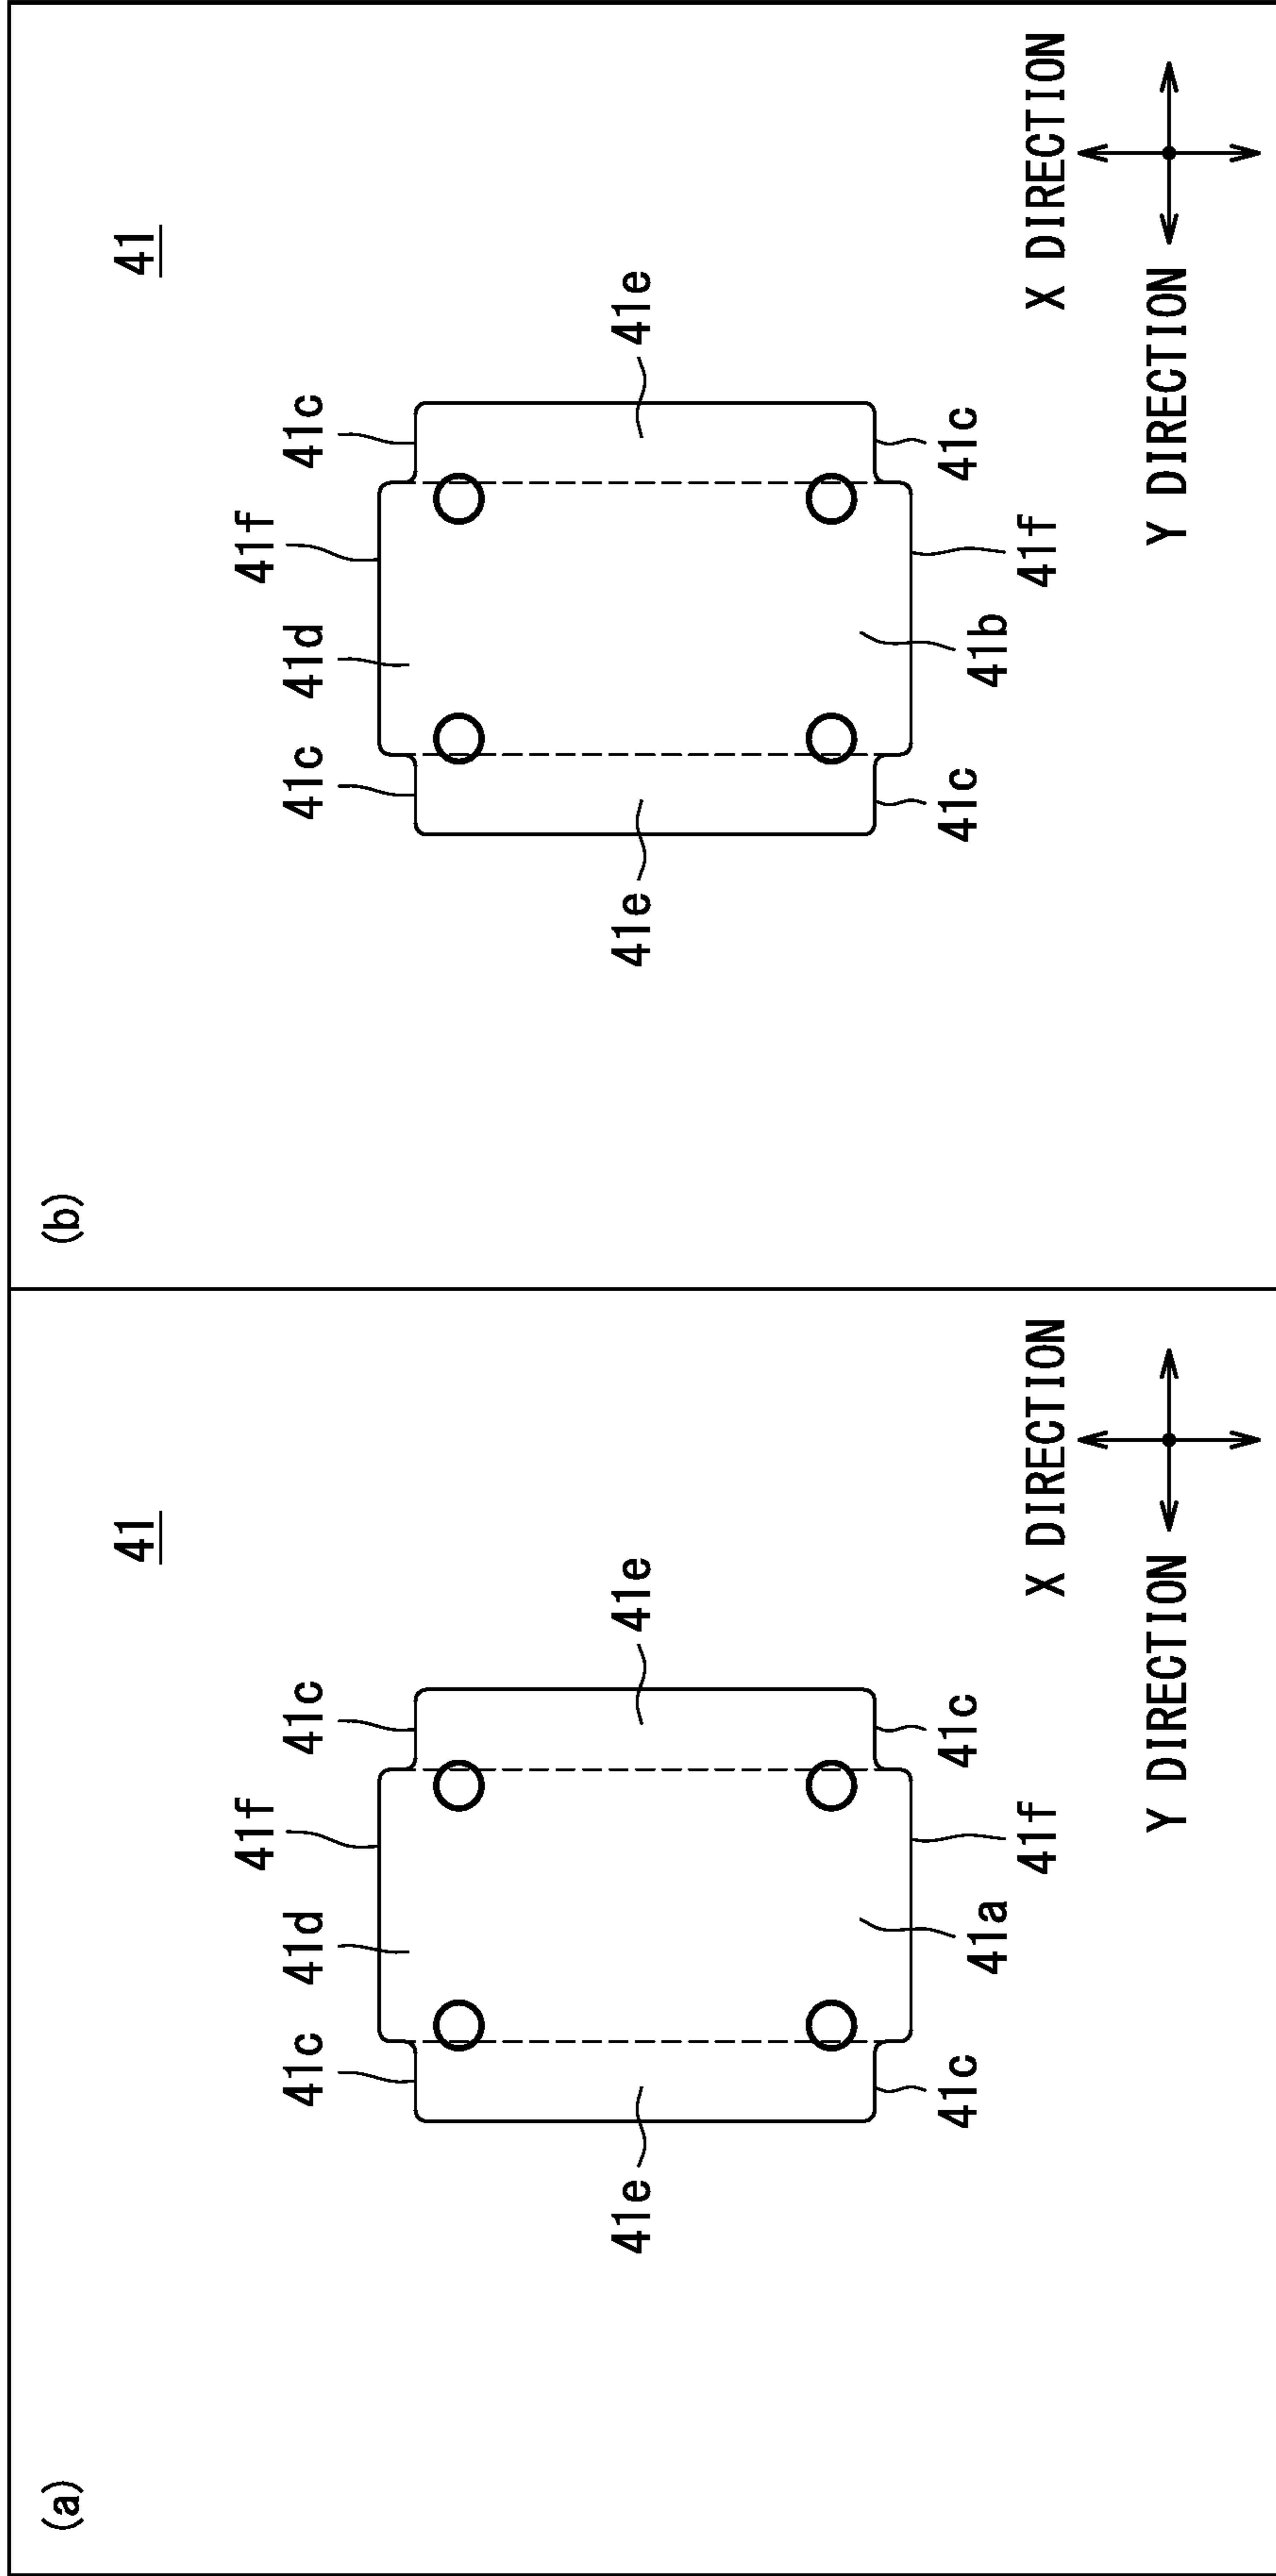 (a)
41
41f
41c 41d 41c
41e 41e
41c 41c
41a
41f
X DIRECTION
Y DIRECTION
(b)
41
41f
41c 41d 41c
41e 41e
41c 41c
41b
41f
X DIRECTION
Y DIRECTION